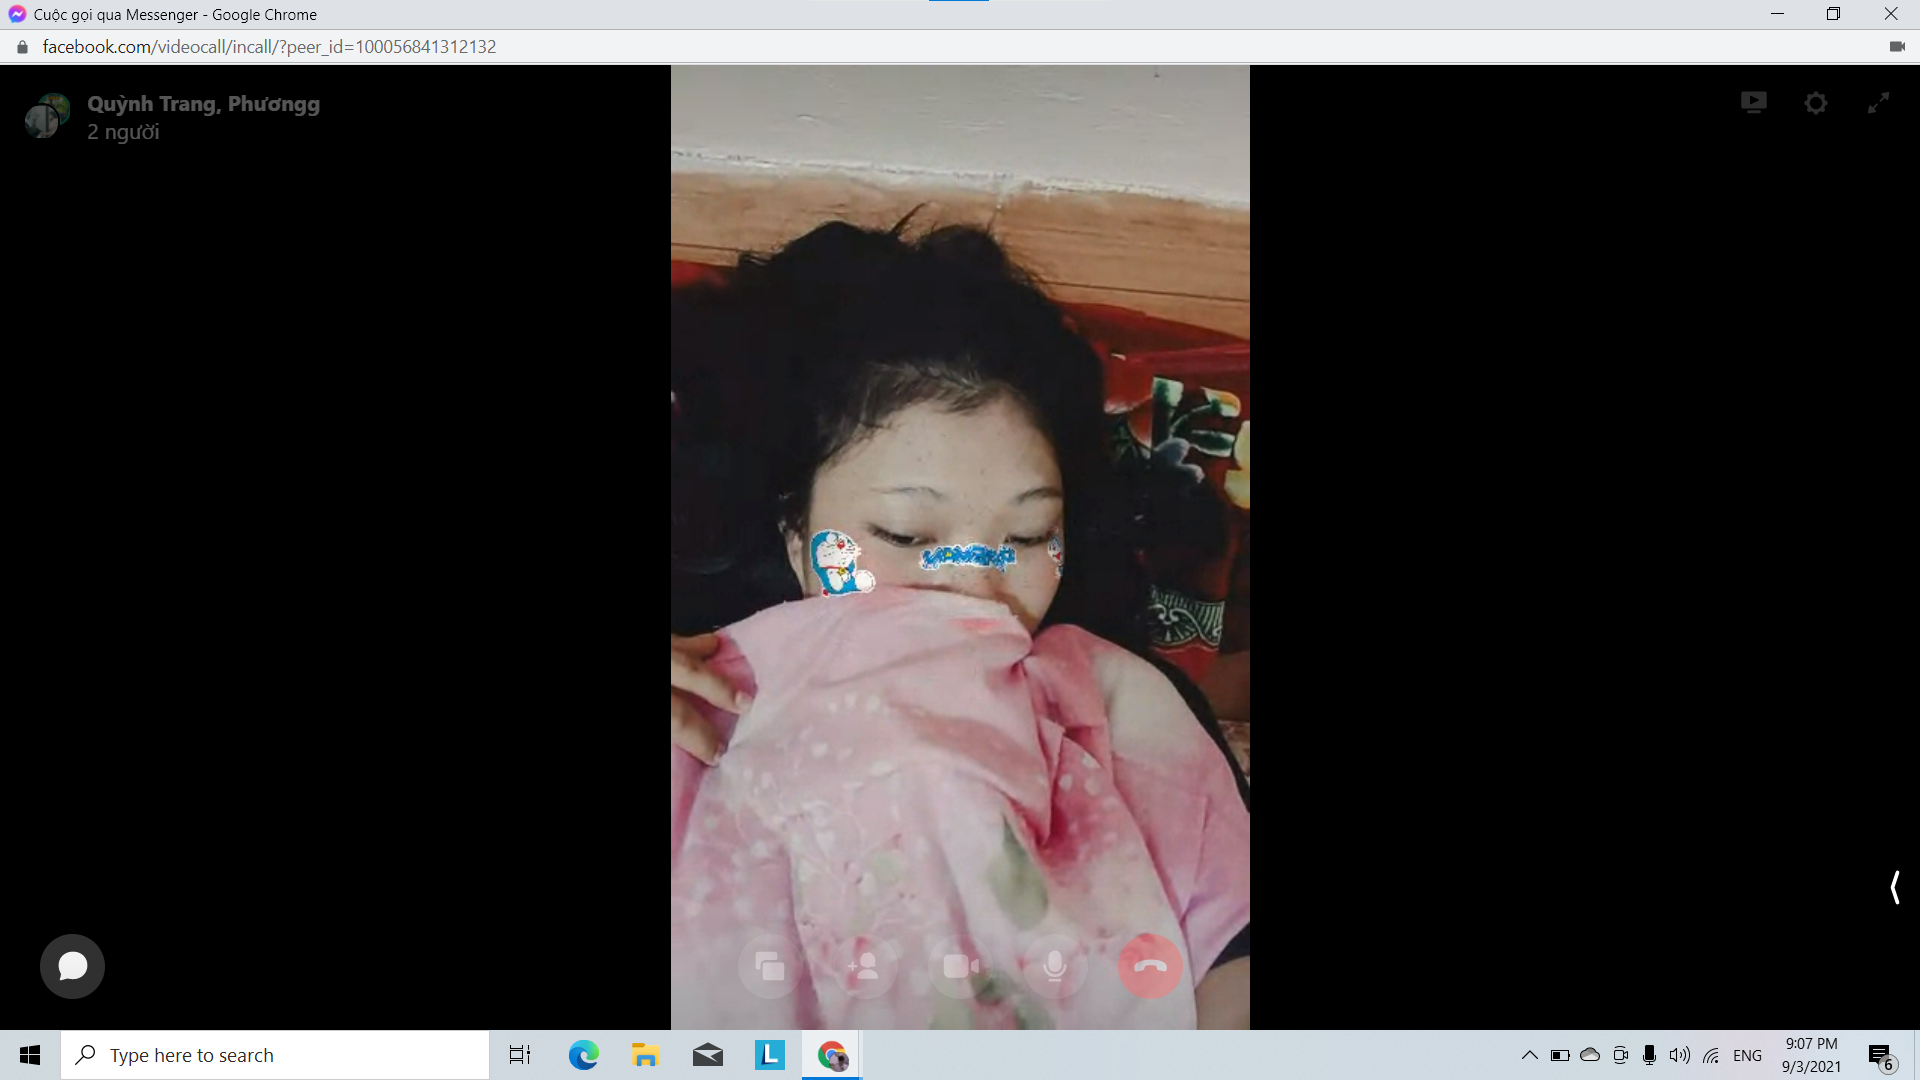 Cuộc gọi qua Messenger - Google Chrome
facebook.com/videocall/incall/?peer_id=100056841312132
Quỳnh Trang, Phươngg
2 người
Type here to search
L
ENG
9:07 PM
9/3/2021
6